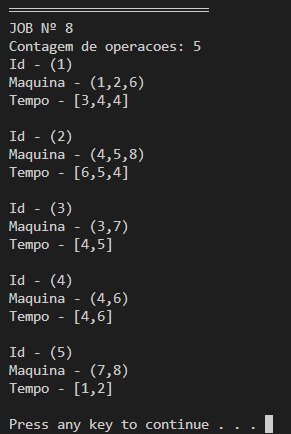 =========================
JOB Nº 8
Contagem de operacoes: 5
Id - (1)
Maquina - (1,2,6)
Tempo - [3,4,4]
Id - (2)
Maquina - (4,5,8)
Tempo - [6,5,4]
Id - (3)
Maquina - (3,7)
Tempo - [4,5]
Id - (4)
Maquina - (4,6)
Tempo - [4,6]
Id - (5)
Maquina - (7,8)
Tempo - [1,2]
Press any key to continue . . .